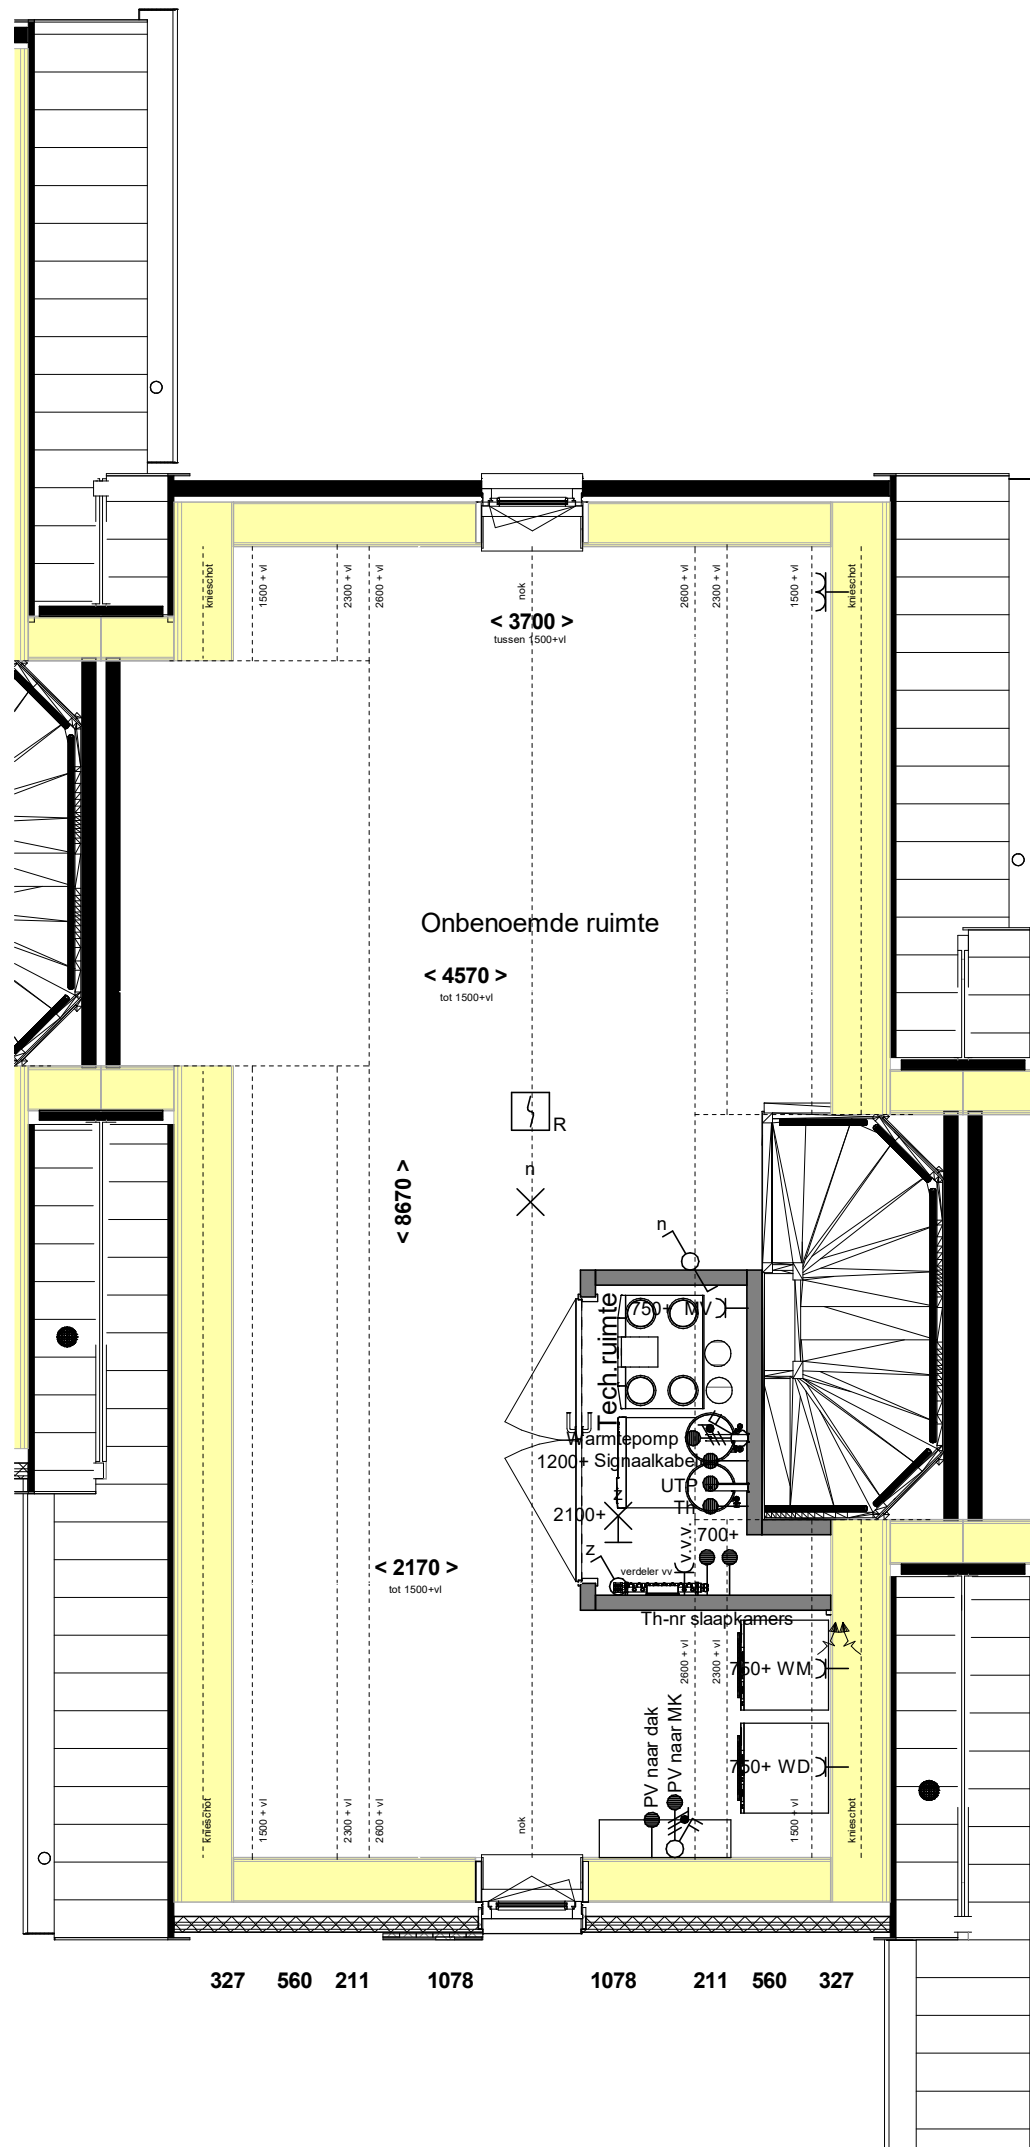 knieschot
1500 + vl
2300 + vl
2600 + vl
nok
2600 + vl
2300 + vl
1500 + vl
knieschot
< 3700 >
tussen 1500+vl
Onbenoemde ruimte
< 4570 >
tot 1500+vl
R
n
< 8670 >
n
Tech.ruimte
750+ MV
Warmtepomp
1200+ Signaalkabel
UTP
z
2100+
Th
700+
v.v.
z
verdeler vv
< 2170 >
tot 1500+vl
Th-nr slaapkamers
2600 + vl
2300 + vl
750+ WM
PV naar dak
PV naar MK
750+ WD
knieschot
1500 + vl
2300 + vl
2600 + vl
nok
1500 + vl
knieschot
327 560 211 1078 1078 211 560 327